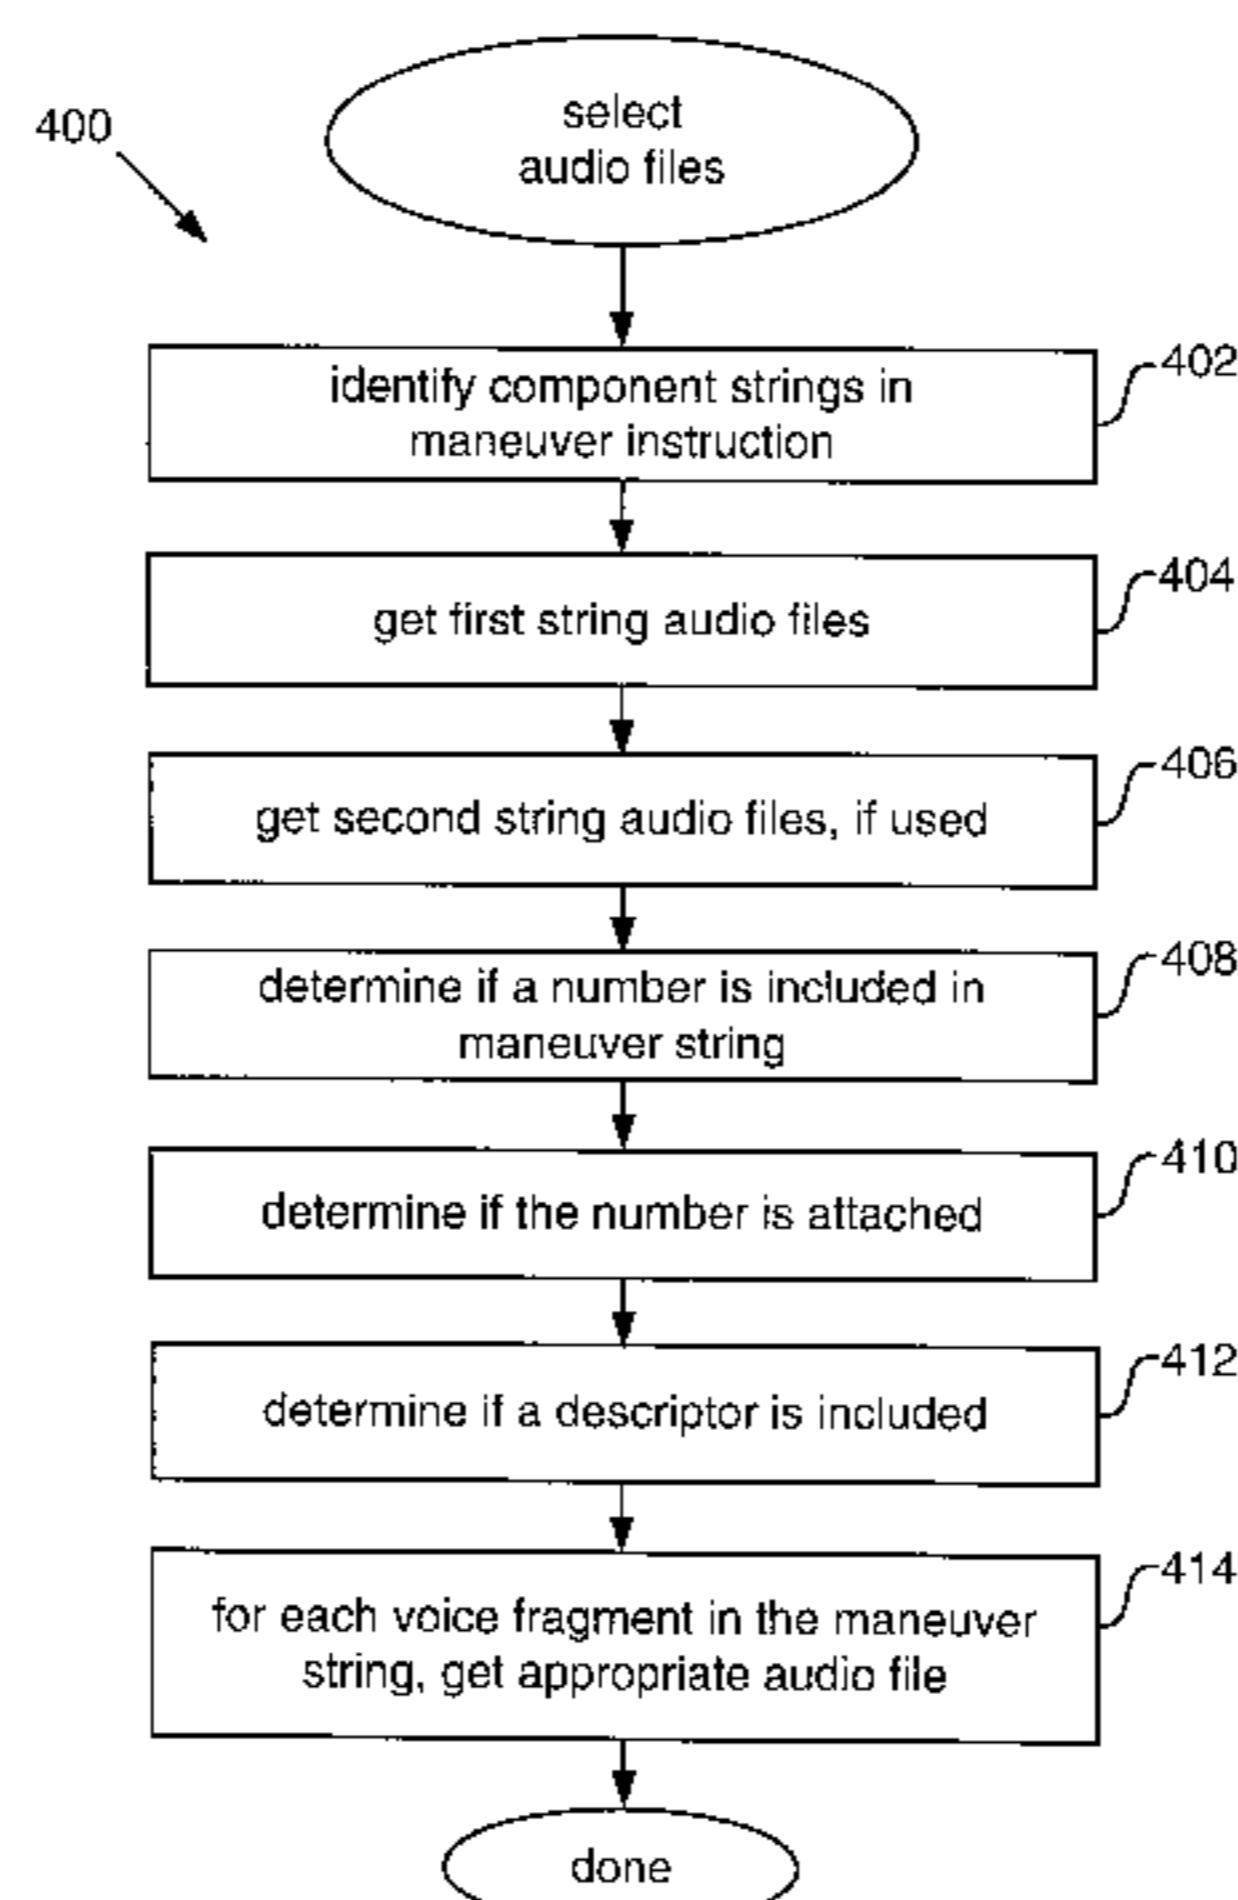 select
audio files
400
identify component strings in
maneuver instruction
402
get first string audio files
404
get second string audio files, if used
406
determine if a number is included in
maneuver string
408
determine if the number is attached
410
determine if a descriptor is included
412
for each voice fragment in the maneuver
string, get appropriate audio file
414
done